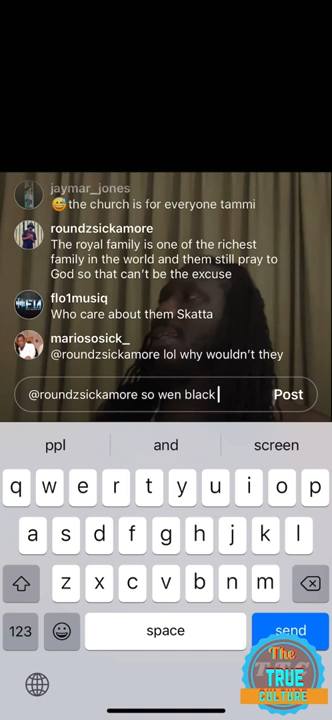 jaymar_jones
😅the church is for everyone tammi
roundzsickamore
The royal family is one of the richest
family in the world and them still pray to
God so that can't be the excuse
flo1musiq
Who care about them Skatta
mariososick_
@roundzsickamore lol why wouldn't they
@roundzsickamore so wen black
Post
ppl and screen
q w e r t y u i o p
a s d f g h j k l
z x c v b n m
123 space send
The
TRUE
CULTURE